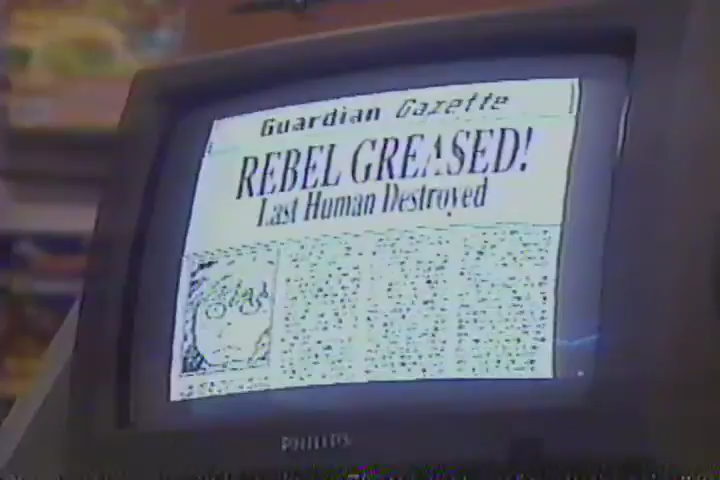 Guardian Gazette
REBEL GREASED!
Last Human Destroyed
PHILIPS